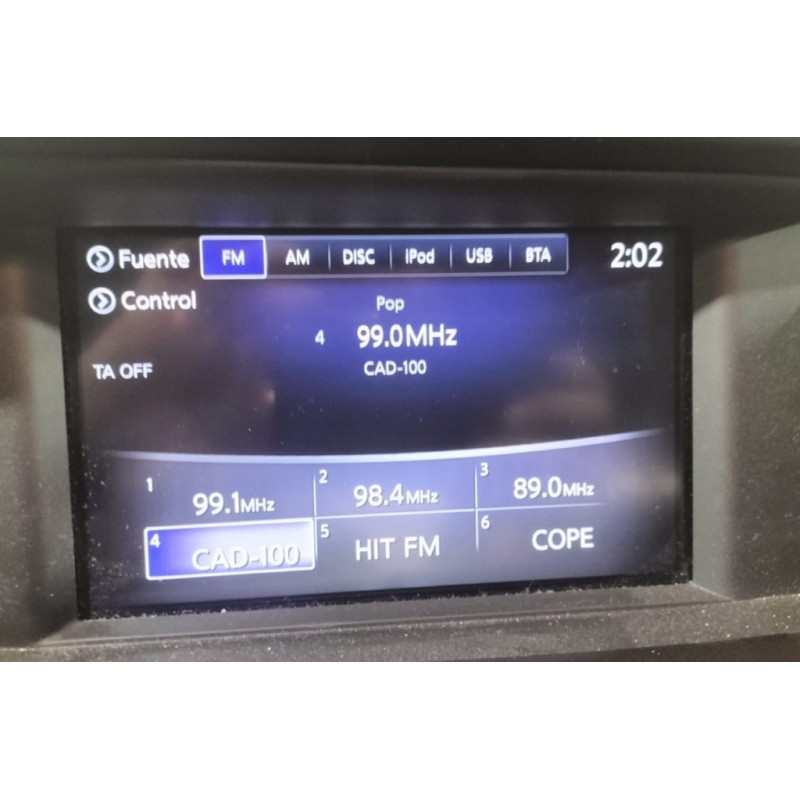 Fuente FM AM DISC iPod USB BTA 2:02
Control
Pop
4 99.0MHz
TA OFF
CAD-100
1 99.1MHz 2 98.4MHz 3 89.0MHz
4 CAD-100 5 HIT FM 6 COPE